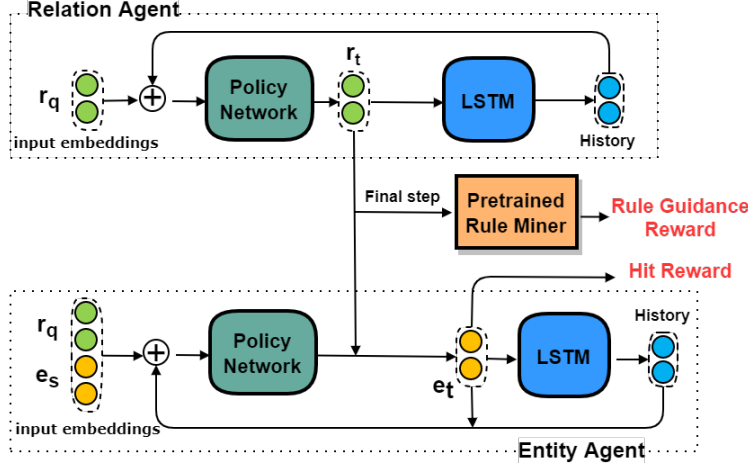 Relation Agent
r_q
input embeddings
Policy
Network
r_t
LSTM
History
Final step
Pretrained
Rule Miner
Rule Guidance
Reward
Hit Reward
r_q
e_s
input embeddings
Policy
Network
e_t
LSTM
History
Entity Agent